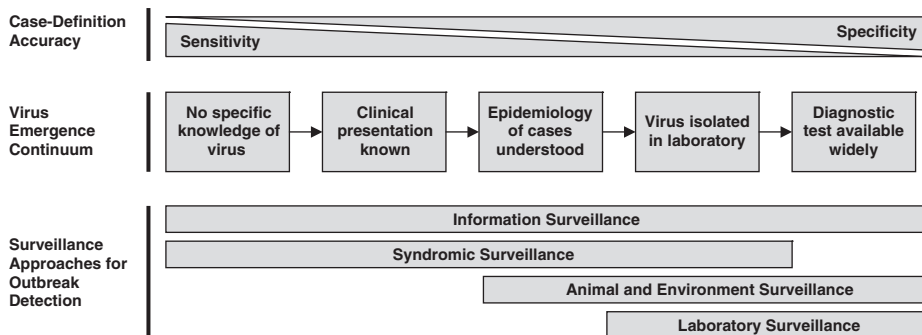 Case-Definition
Accuracy
Sensitivity
Specificity
Virus
Emergence
Continuum
No specific
knowledge of
virus
Clinical
presentation
known
Epidemiology
of cases
understood
Virus isolated
in laboratory
Diagnostic
test available
widely
Surveillance
Approaches for
Outbreak
Detection
Information Surveillance
Syndromic Surveillance
Animal and Environment Surveillance
Laboratory Surveillance